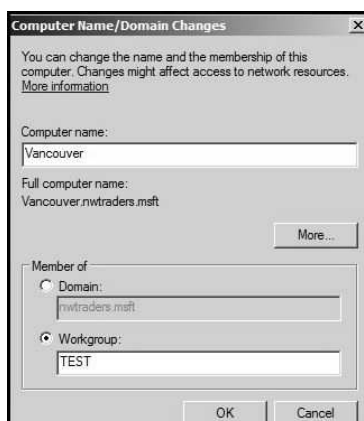 Computer Name/Domain Changes
You can change the name and the membership of this
computer. Changes might affect access to network resources.
More information
Computer name:
Vancouver
Full computer name:
Vancouver.nwtraders.msft
More...
Member of
Domain:
nwtraders.msft
Workgroup:
TEST
OK Cancel